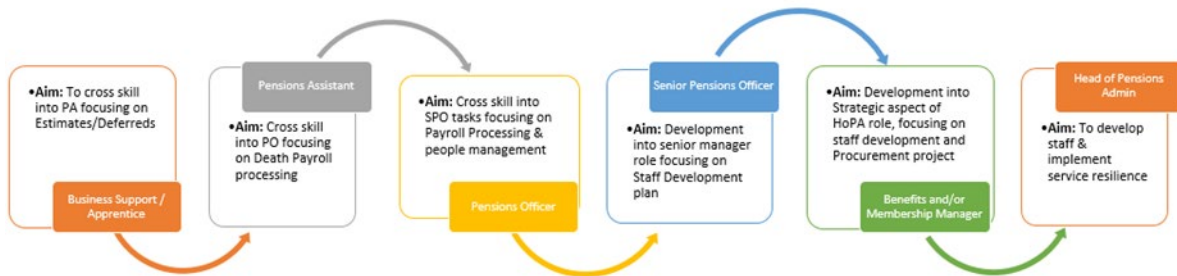 •Aim: To cross skill
into PA focusing on
Estimates/Deferreds
Business Support /
Apprentice
Pensions Assistant
•Aim: Cross skill
into PO focusing
on Death Payroll
processing
•Aim: Cross skill into
SPO tasks focusing on
Payroll Processing &
people management
Pensions Officer
Senior Pensions Officer
•Aim: Development
into senior manager
role focusing on
Staff Development
plan
•Aim: Development into
Strategic aspect of
HoPA role, focusing on
staff development and
Procurement project
Benefits and/or
Membership Manager
Head of Pensions
Admin
•Aim: To develop
staff &
implement
service resilience